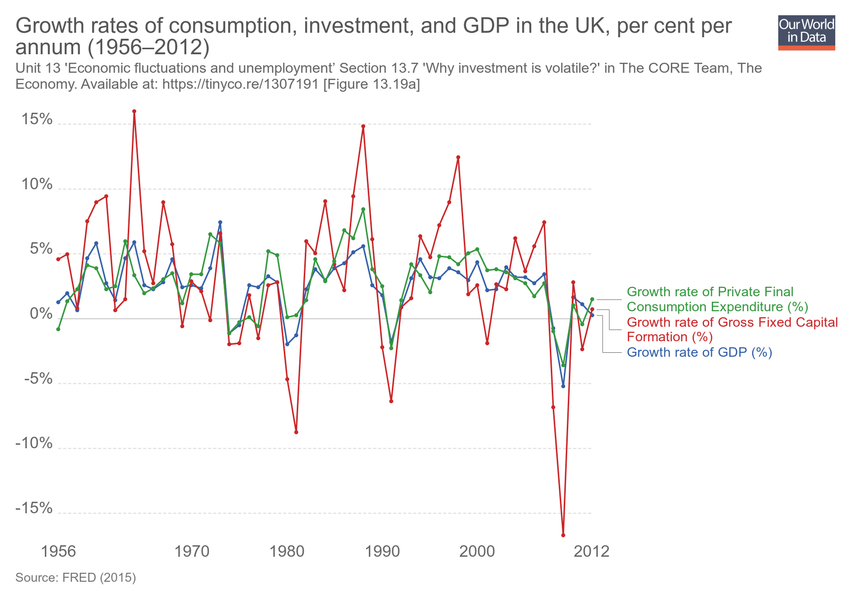 Growth rates of consumption, investment, and GDP in the UK, per cent per
annum (1956–2012)
Our World
in Data
Unit 13 'Economic fluctuations and unemployment’ Section 13.7 'Why investment is volatile?' in The CORE Team, The
Economy. Available at: https://tinyco.re/1307191 [Figure 13.19a]
15%
10%
5%
0%
-5%
-10%
-15%
Growth rate of Private Final
Consumption Expenditure (%)
Growth rate of Gross Fixed Capital
Formation (%)
Growth rate of GDP (%)
1956
1970
1980
1990
2000
2012
Source: FRED (2015)